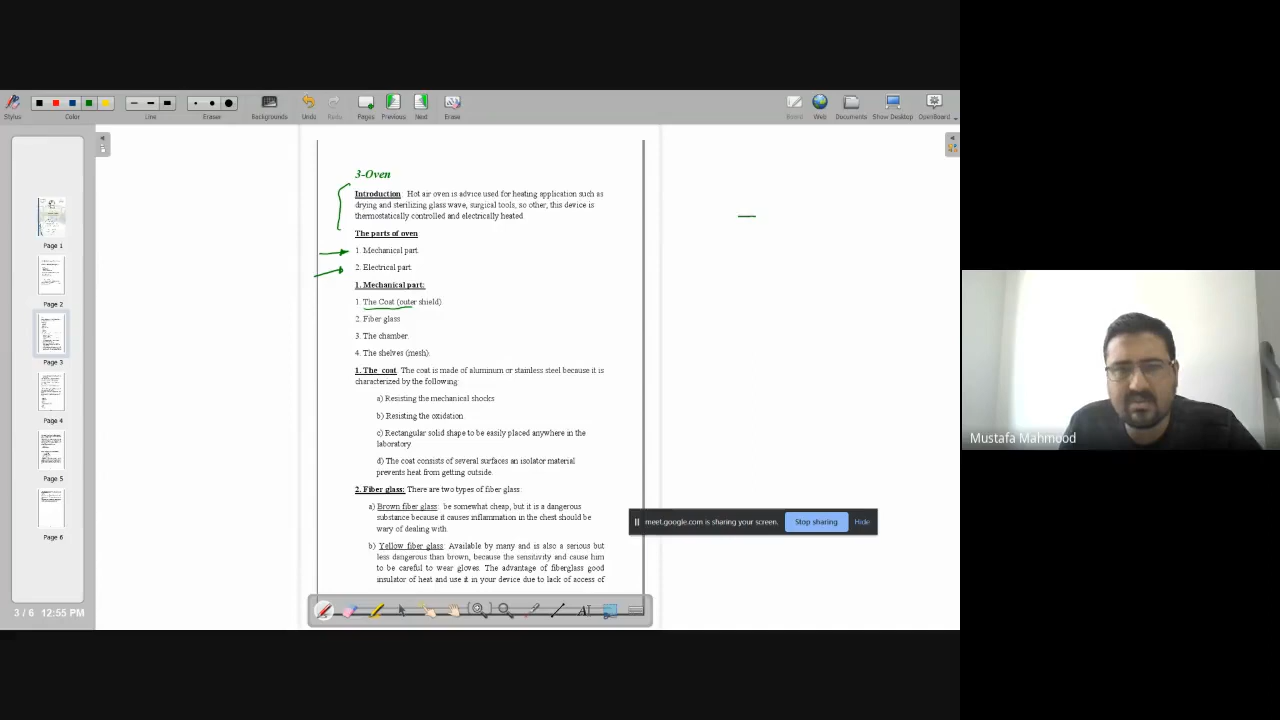 Stylus
Color
Line
Eraser
Backgrounds
Undo
Redo
Pages
Previous
Next
Erase
Board
Web
Documents
Show Desktop
OpenBoard
Page 1
Page 2
Page 3
Page 4
Page 5
Page 6
3 / 6 12:55 PM
3-Oven
Introduction: Hot air oven is advice used for heating application such as
drying and sterilizing glass wave, surgical tools, so other, this device is
thermostatically controlled and electrically heated
The parts of oven
1. Mechanical part.
2. Electrical part.
1. Mechanical part:
1. The Coat (outer shield).
2. Fiber glass
3. The chamber.
4. The shelves (mesh).
1. The coat The coat is made of aluminum or stainless steel because it is
characterized by the following:
a) Resisting the mechanical shocks
b) Resisting the oxidation
c) Rectangular solid shape to be easily placed anywhere in the
laboratory
d) The coat consists of several surfaces an isolator material
prevents heat from getting outside.
2. Fiber glass: There are two types of fiber glass:
a) Brown fiber glass: be somewhat cheap, but it is a dangerous
substance because it causes inflammation in the chest should be
wary of dealing with
b) Yellow fiber glass: Available by many and is also a serious but
less dangerous than brown, because the sensitivity and cause him
to be careful to wear gloves. The advantage of fiberglass good
insulator of heat and use it in your device due to lack of access of
meet.google.com is sharing your screen.
Stop sharing
Hide
Mustafa Mahmood